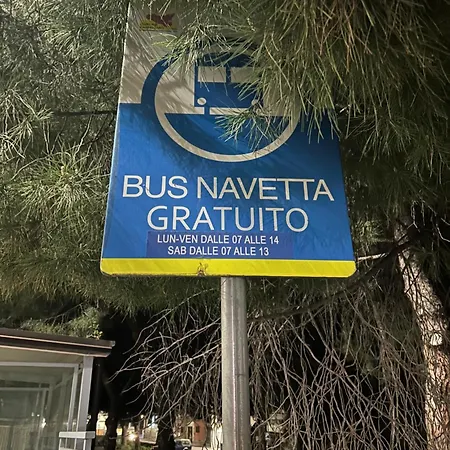 BUS NAVETTA
GRATUITO
LUN-VEN DALLE 07 ALLE 14
SAB DALLE 07 ALLE 13